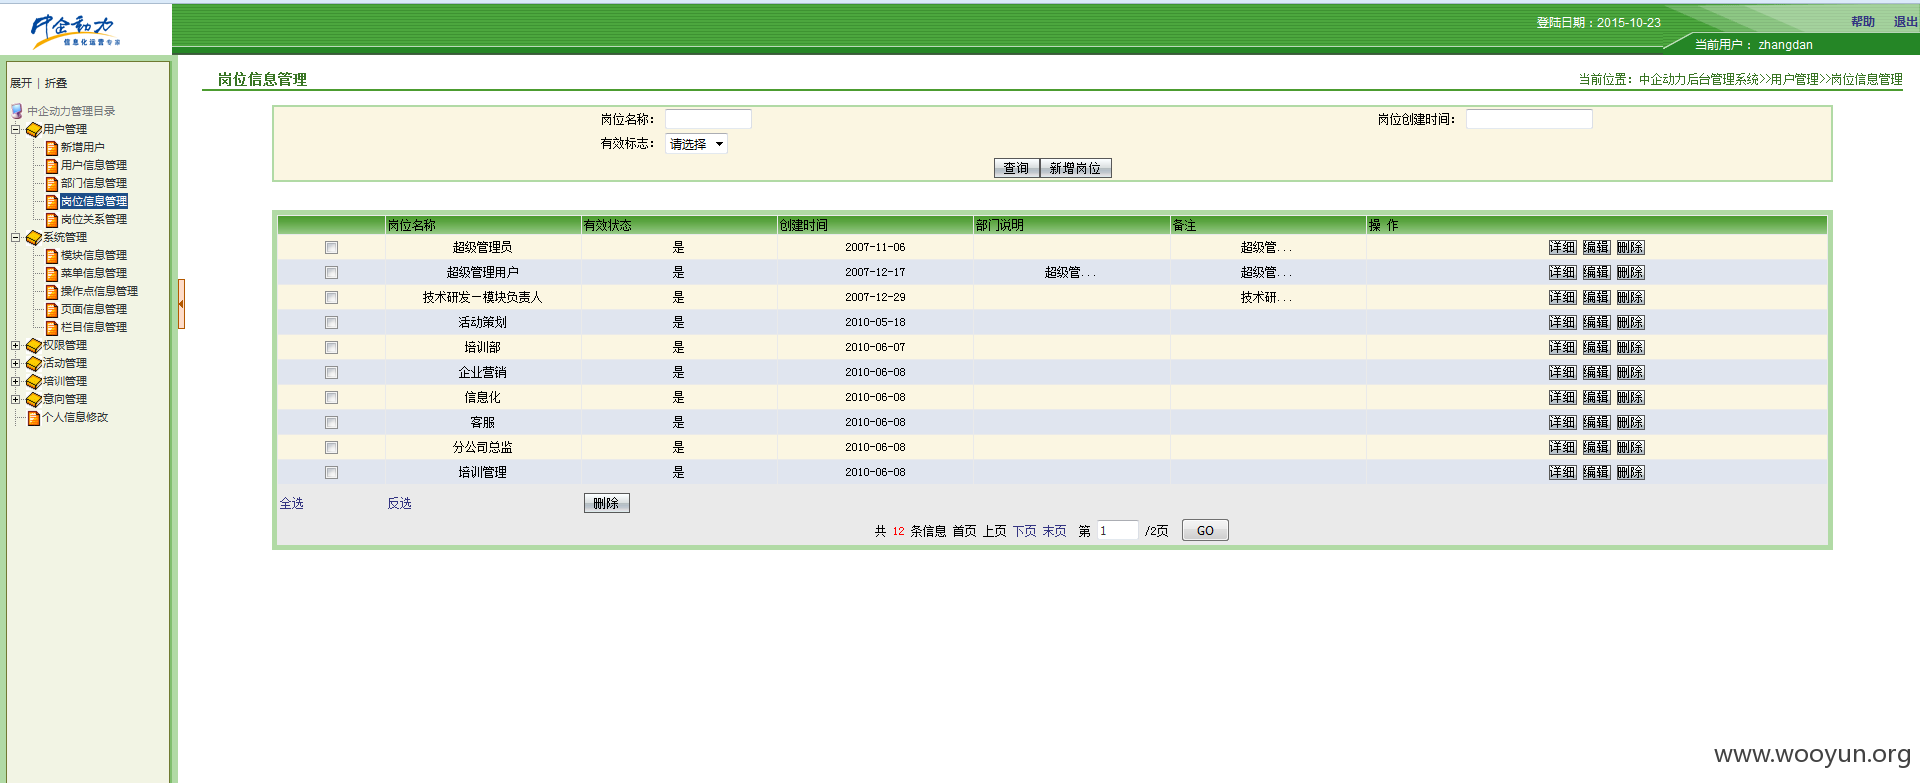 中企动力
信息化运营专家
登陆日期：2015-10-23
帮助 退出
当前用户： zhangdan
展开 | 折叠
中企动力管理目录
用户管理
新增用户
用户信息管理
部门信息管理
岗位信息管理
岗位关系管理
系统管理
模块信息管理
菜单信息管理
操作点信息管理
页面信息管理
栏目信息管理
权限管理
活动管理
培训管理
意向管理
个人信息修改
岗位信息管理
当前位置：中企动力后台管理系统>>用户管理>>岗位信息管理
岗位名称： 岗位创建时间：
有效标志： 请选择
查询 新增岗位
岗位名称 有效状态 创建时间 部门说明 备注 操 作
超级管理员 是 2007-11-06 超级管... 详细 编辑 删除
超级管理用户 是 2007-12-17 超级管... 超级管... 详细 编辑 删除
技术研发－模块负责人 是 2007-12-29 技术研... 详细 编辑 删除
活动策划 是 2010-05-18 详细 编辑 删除
培训部 是 2010-06-07 详细 编辑 删除
企业营销 是 2010-06-08 详细 编辑 删除
信息化 是 2010-06-08 详细 编辑 删除
客服 是 2010-06-08 详细 编辑 删除
分公司总监 是 2010-06-08 详细 编辑 删除
培训管理 是 2010-06-08 详细 编辑 删除
全选 反选 删除
共 12 条信息 首页 上页 下页 末页 第 1 /2页 GO
www.wooyun.org